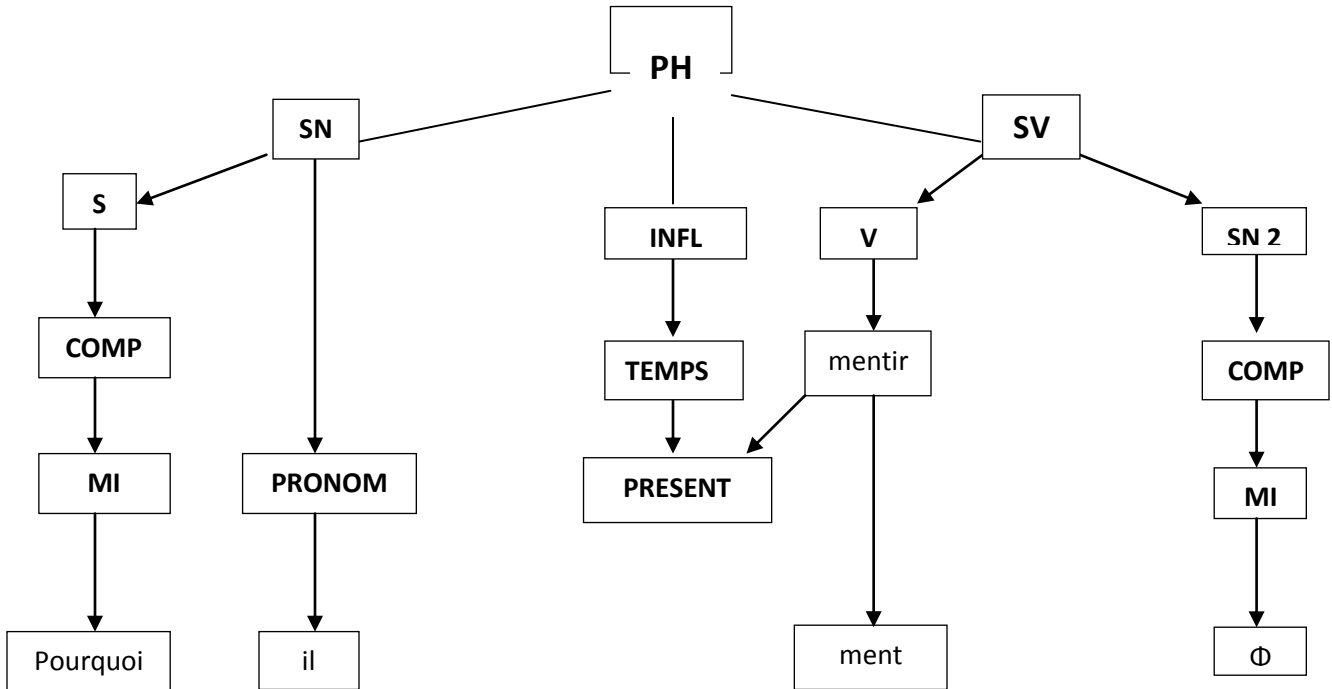 PH
SN
SV
S
INFL
V
SN 2
COMP
TEMPS
mentir
COMP
MI
PRONOM
PRESENT
MI
Pourquoi
il
ment
Φ